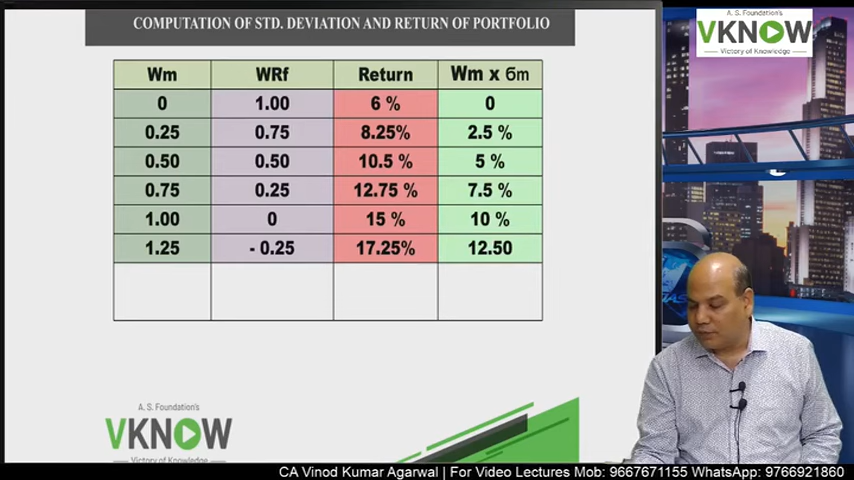 COMPUTATION OF STD. DEVIATION AND RETURN OF PORTFOLIO
A. S. Foundation's
VKNOW
Victory of Knowledge
Wm WRf Return Wm x σm
0 1.00 6 % 0
0.25 0.75 8.25% 2.5 %
0.50 0.50 10.5 % 5 %
0.75 0.25 12.75 % 7.5 %
1.00 0 15 % 10 %
1.25 - 0.25 17.25% 12.50
A. S. Foundation's
VKNOW
Victory of Knowledge
CA Vinod Kumar Agarwal | For Video Lectures Mob: 9667671155 WhatsApp: 9766921860